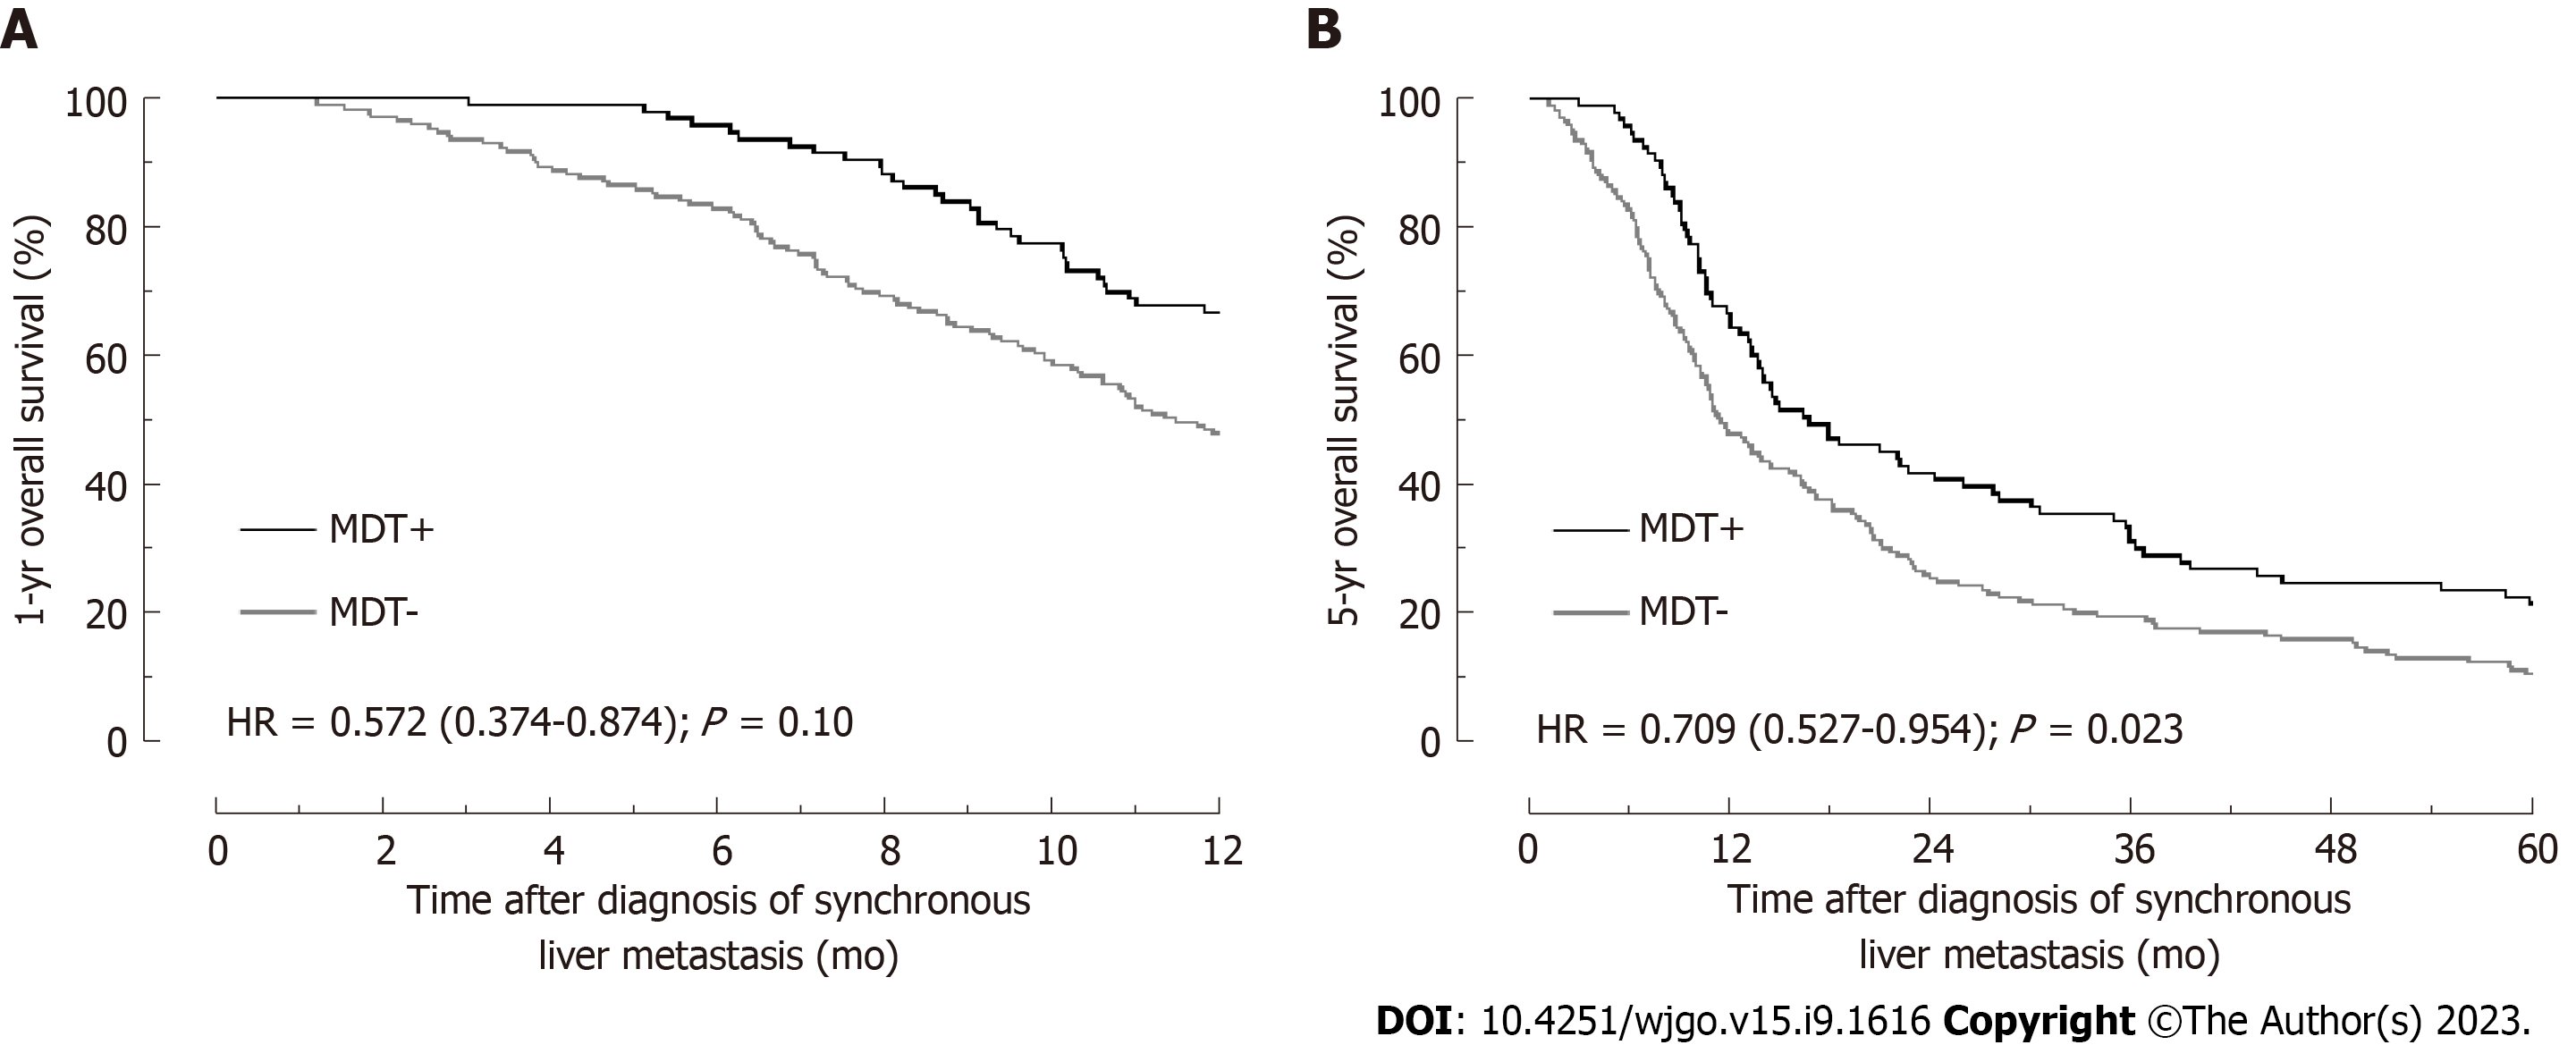 A
100
80
60
40
20
0
1-yr overall survival (%)
MDT+
MDT-
HR = 0.572 (0.374-0.874); P = 0.10
0 2 4 6 8 10 12
Time after diagnosis of synchronous
liver metastasis (mo)
B
100
80
60
40
20
0
5-yr overall survival (%)
MDT+
MDT-
HR = 0.709 (0.527-0.954); P = 0.023
0 12 24 36 48 60
Time after diagnosis of synchronous
liver metastasis (mo)
DOI: 10.4251/wjgo.v15.i9.1616 Copyright ©The Author(s) 2023.